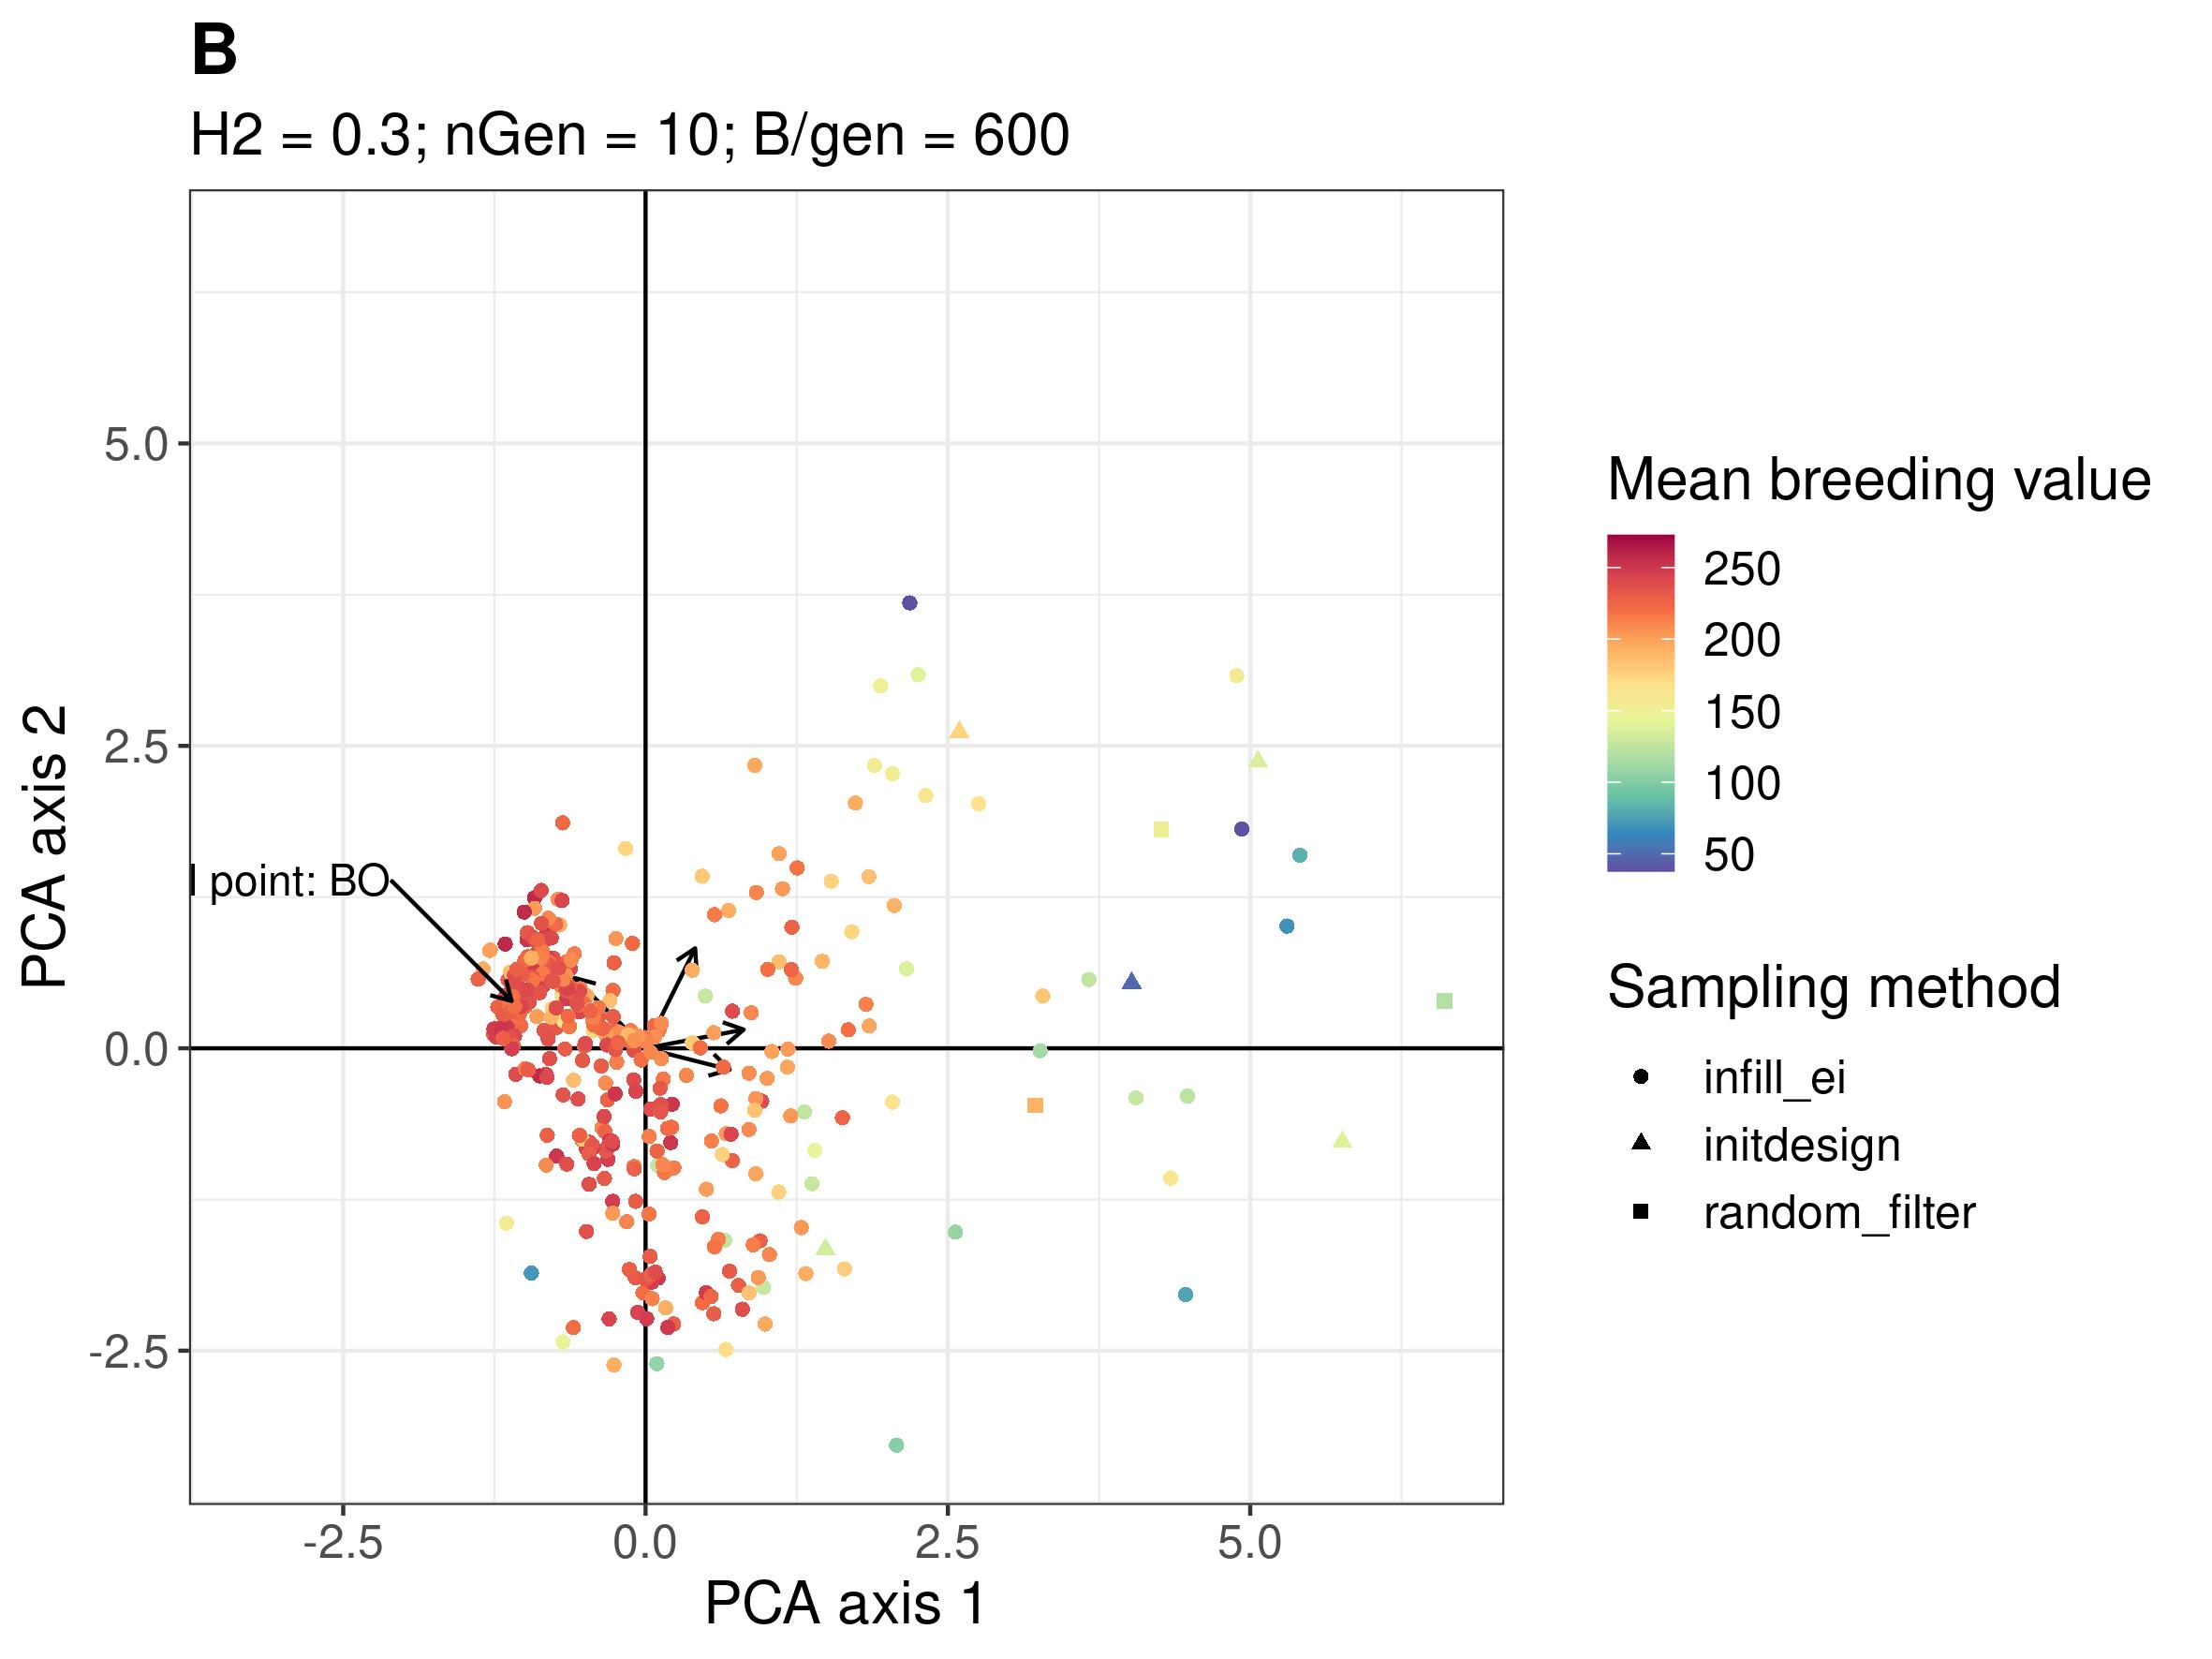 B
H2 = 0.3; nGen = 10; B/gen = 600
5.0
2.5
0.0
-2.5
-2.5
0.0
2.5
5.0
PCA axis 1
PCA axis 2
point: BO
Mean breeding value
250
200
150
100
50
Sampling method
infill_ei
initdesign
random_filter